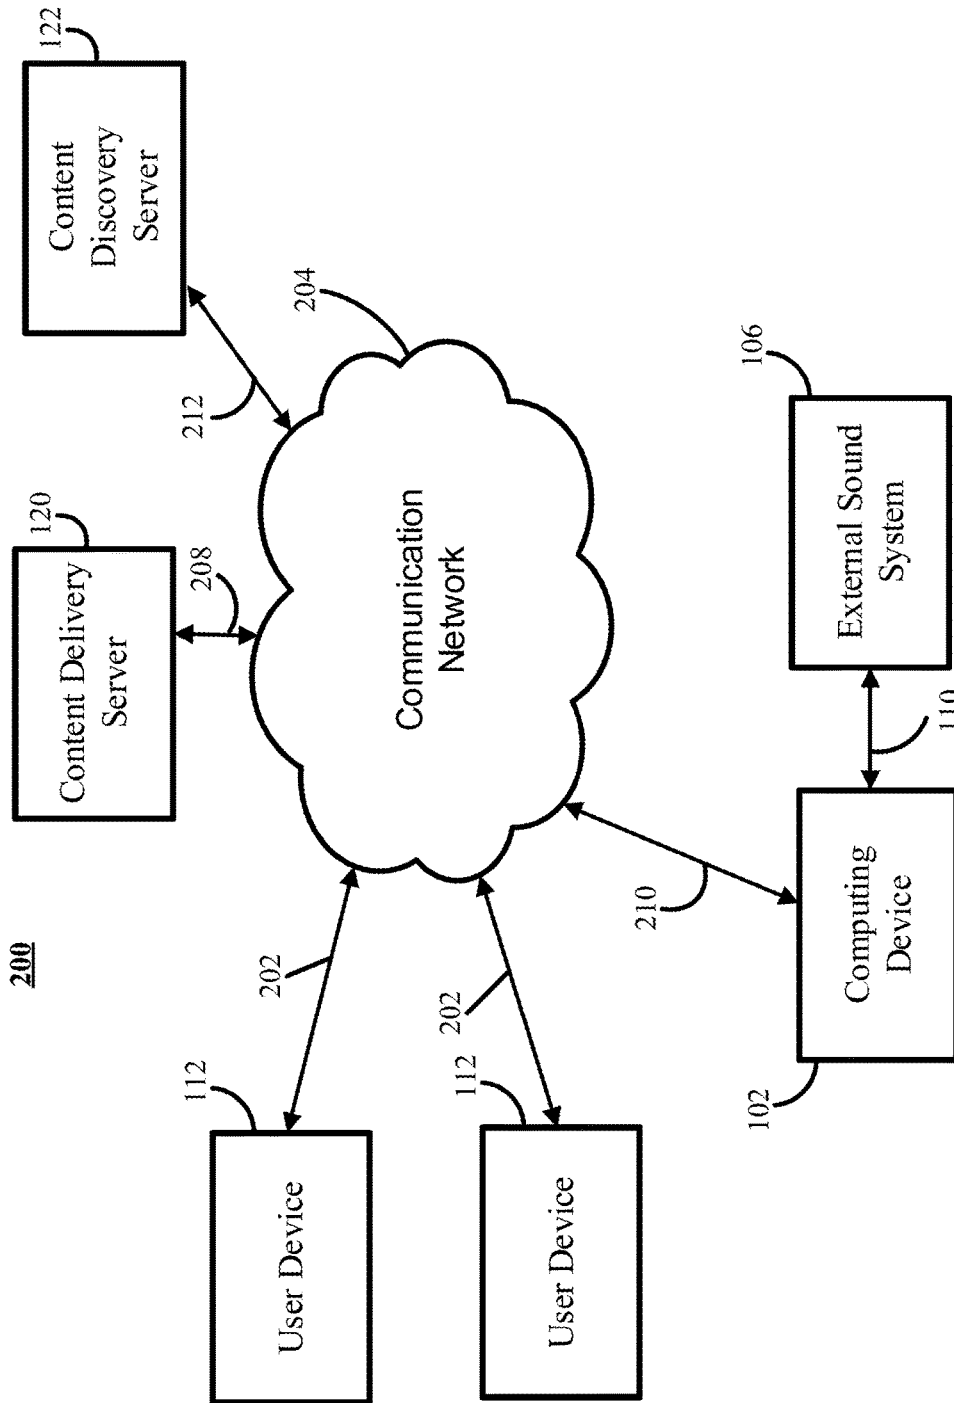 200
Content Delivery
Server
120
208
Content
Discovery
Server
122
212
204
Communication
Network
User Device
112
202
User Device
112
202
210
Computing
Device
102
110
External Sound
System
106